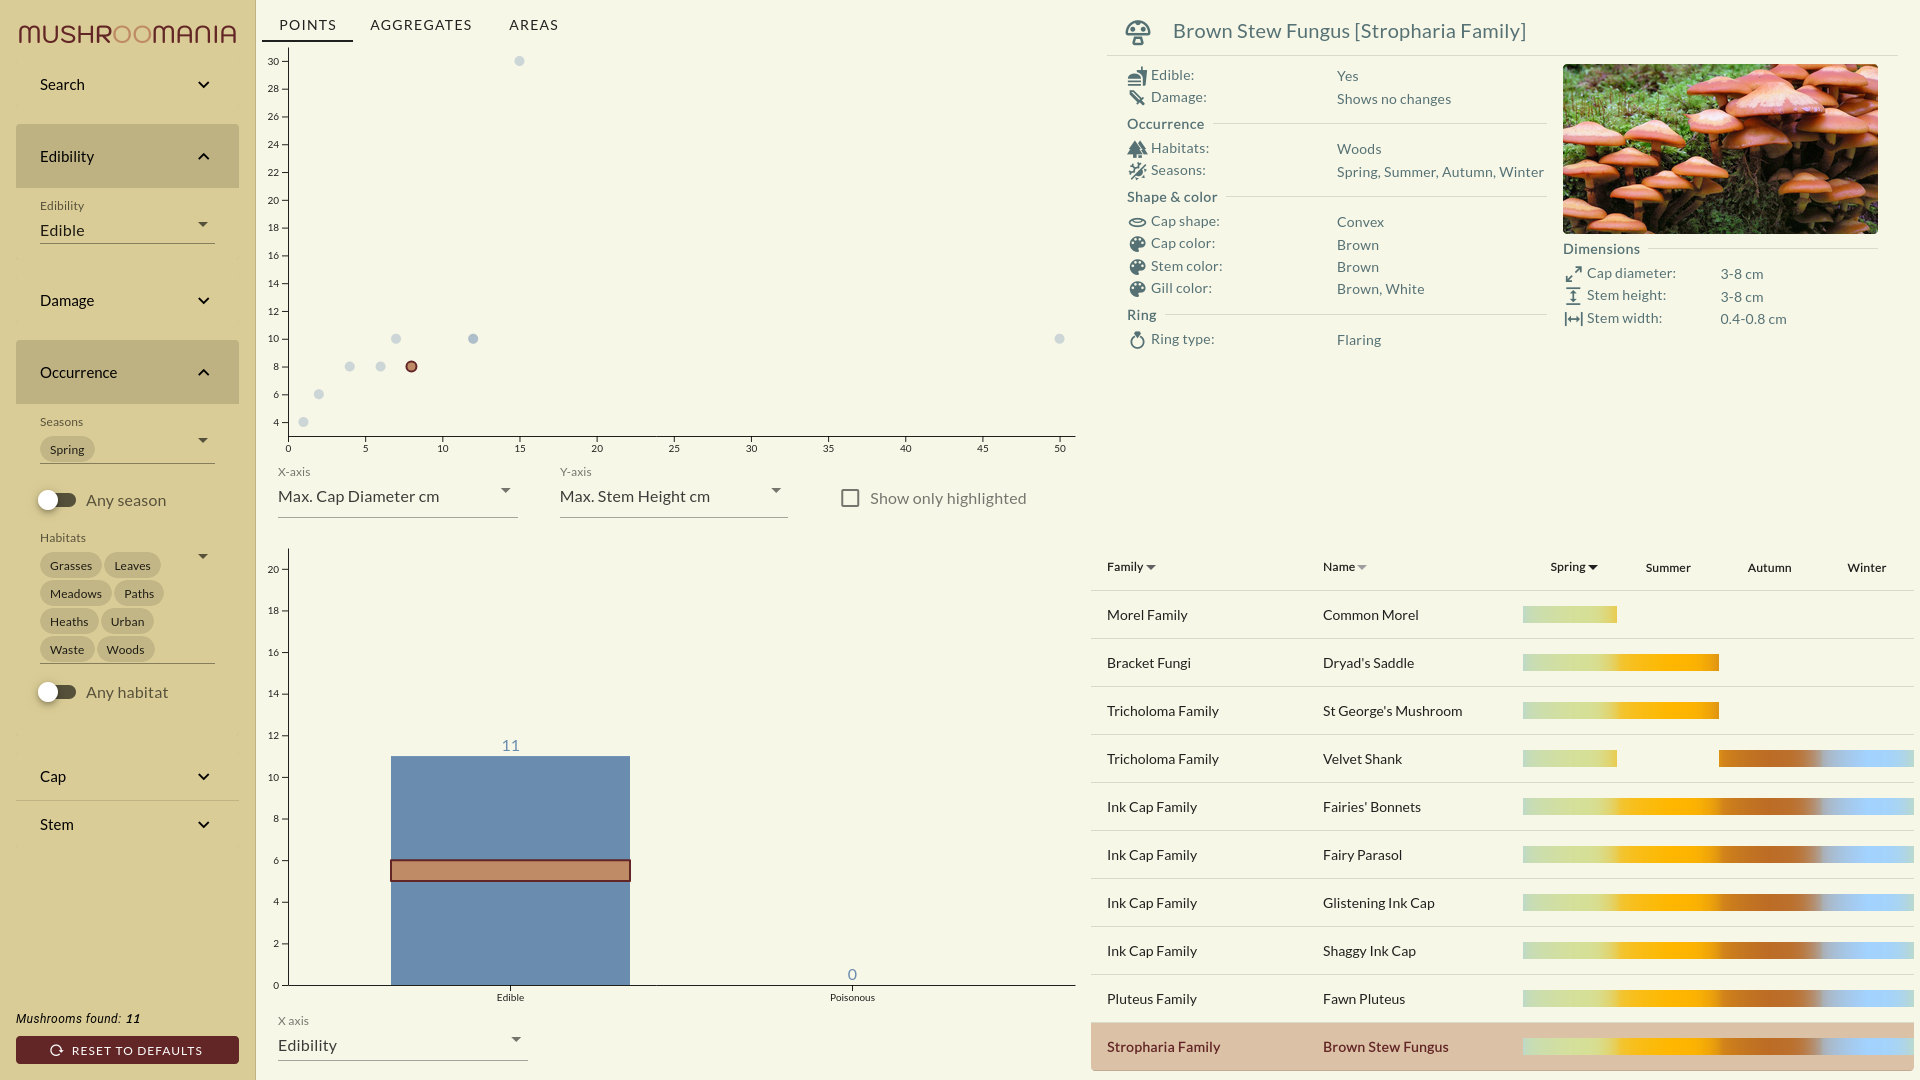 MUSHROOMANIA
Search
Edibility
Edibility
Edible
Damage
Occurrence
Seasons
Spring
Any season
Habitats
Grasses Leaves
Meadows Paths
Heaths Urban
Waste Woods
Any habitat
Cap
Stem
Mushrooms found: 11
RESET TO DEFAULTS
POINTS AGGREGATES AREAS
30
28
26
24
22
20
18
16
14
12
10
8
6
4
0 5 10 15 20 25 30 35 40 45 50
X-axis
Max. Cap Diameter cm
Y-axis
Max. Stem Height cm
Show only highlighted
20
18
16
14
12
10
8
6
4
2
0
11
0
Edible Poisonous
X axis
Edibility
Brown Stew Fungus [Stropharia Family]
Edible: Yes
Damage: Shows no changes
Occurrence
Habitats: Woods
Seasons: Spring, Summer, Autumn, Winter
Shape & color
Cap shape: Convex
Cap color: Brown
Stem color: Brown
Gill color: Brown, White
Ring
Ring type: Flaring
Dimensions
Cap diameter: 3-8 cm
Stem height: 3-8 cm
Stem width: 0.4-0.8 cm
Family Name Spring Summer Autumn Winter
Morel Family Common Morel
Bracket Fungi Dryad's Saddle
Tricholoma Family St George's Mushroom
Tricholoma Family Velvet Shank
Ink Cap Family Fairies' Bonnets
Ink Cap Family Fairy Parasol
Ink Cap Family Glistening Ink Cap
Ink Cap Family Shaggy Ink Cap
Pluteus Family Fawn Pluteus
Stropharia Family Brown Stew Fungus